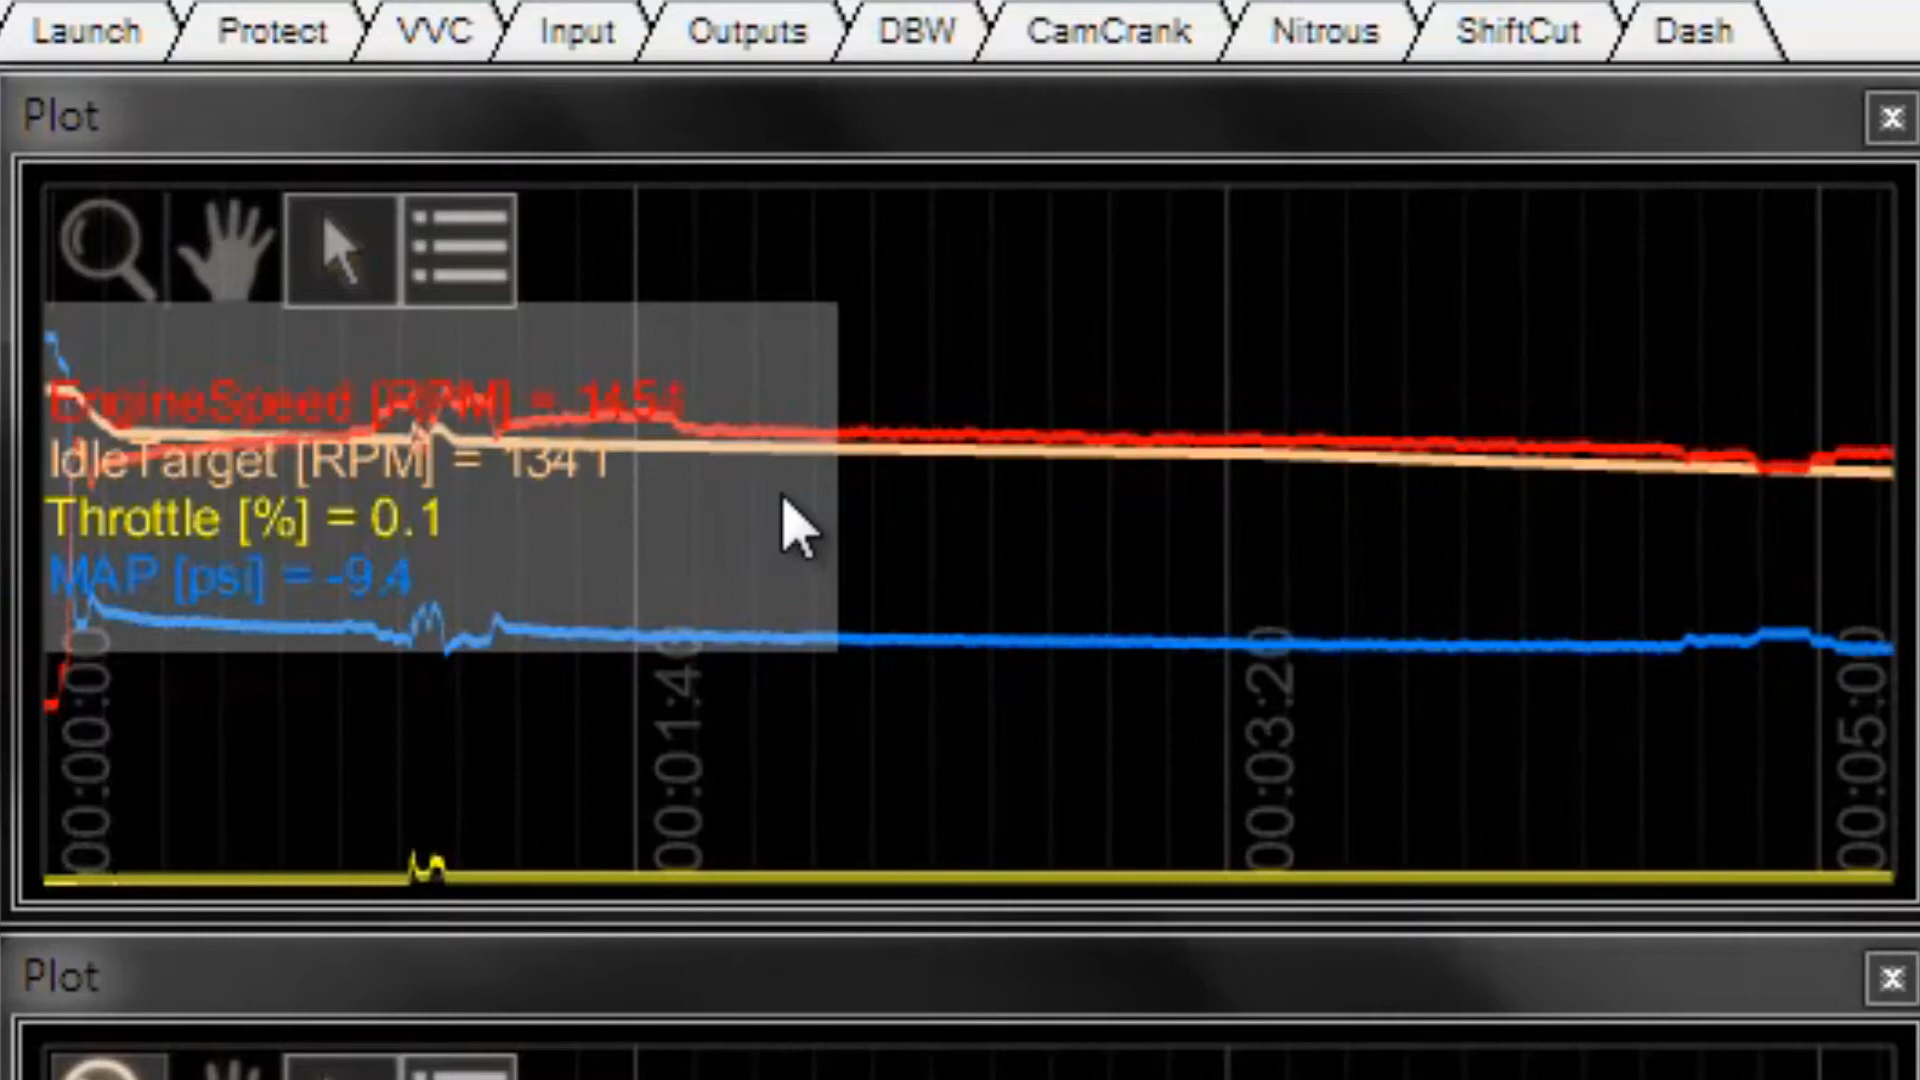 Launch Protect VVC Input Outputs DBW CamCrank Nitrous ShiftCut Dash
Plot
EngineSpeed [RPM] = 1454
IdleTarget [RPM] = 1341
Throttle [%] = 0.1
MAP [psi] = -9.4
00:00:00
00:01:40
00:03:20
00:05:00
Plot